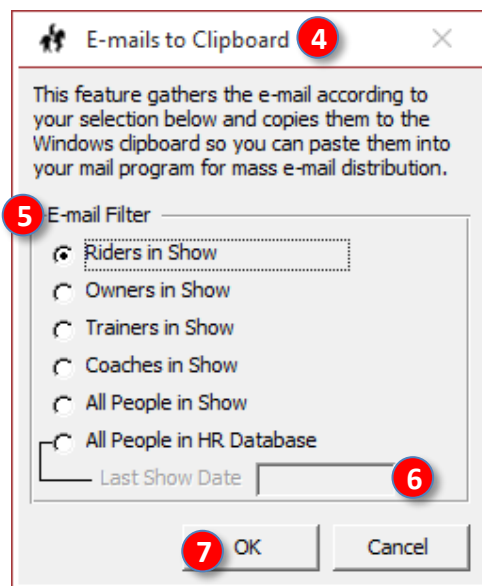 E-mails to Clipboard 4
This feature gathers the e-mail according to
your selection below and copies them to the
Windows clipboard so you can paste them into
your mail program for mass e-mail distribution.
5 E-mail Filter
Riders in Show
Owners in Show
Trainers in Show
Coaches in Show
All People in Show
All People in HR Database
Last Show Date 6
7 OK Cancel